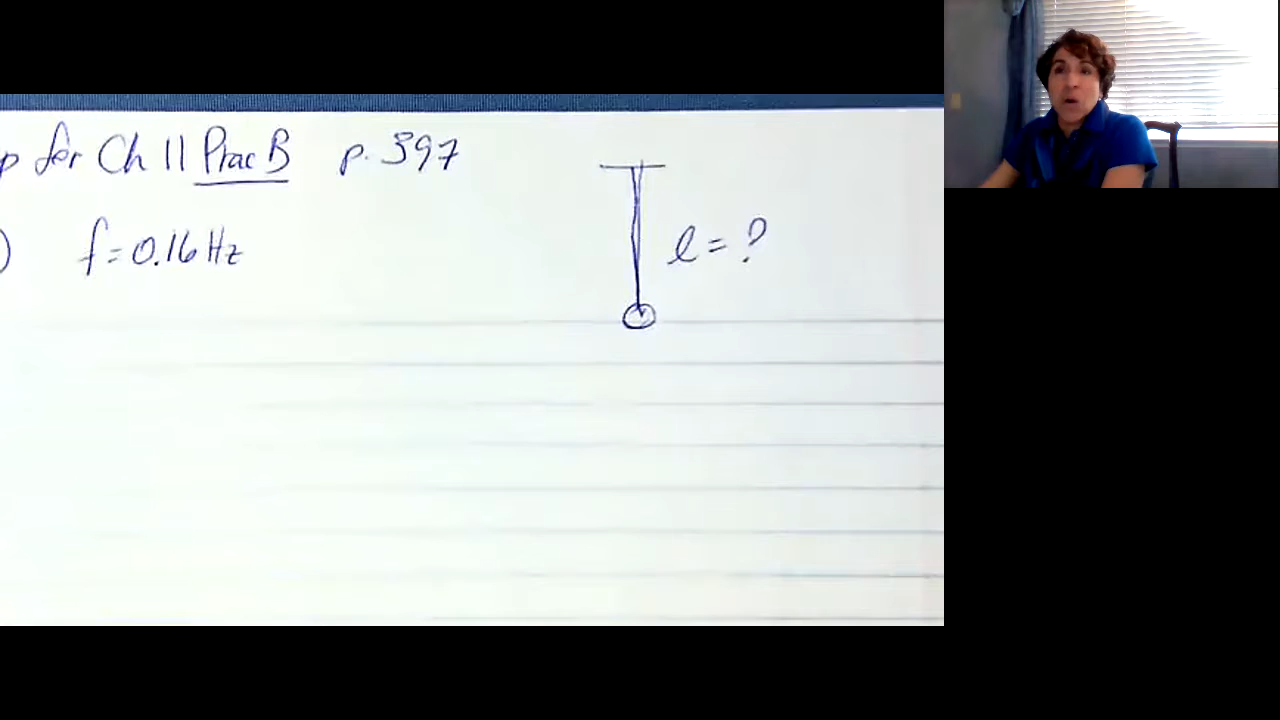 p for Ch 11 Prac B p. 397
) f = 0.16 Hz
l = ?